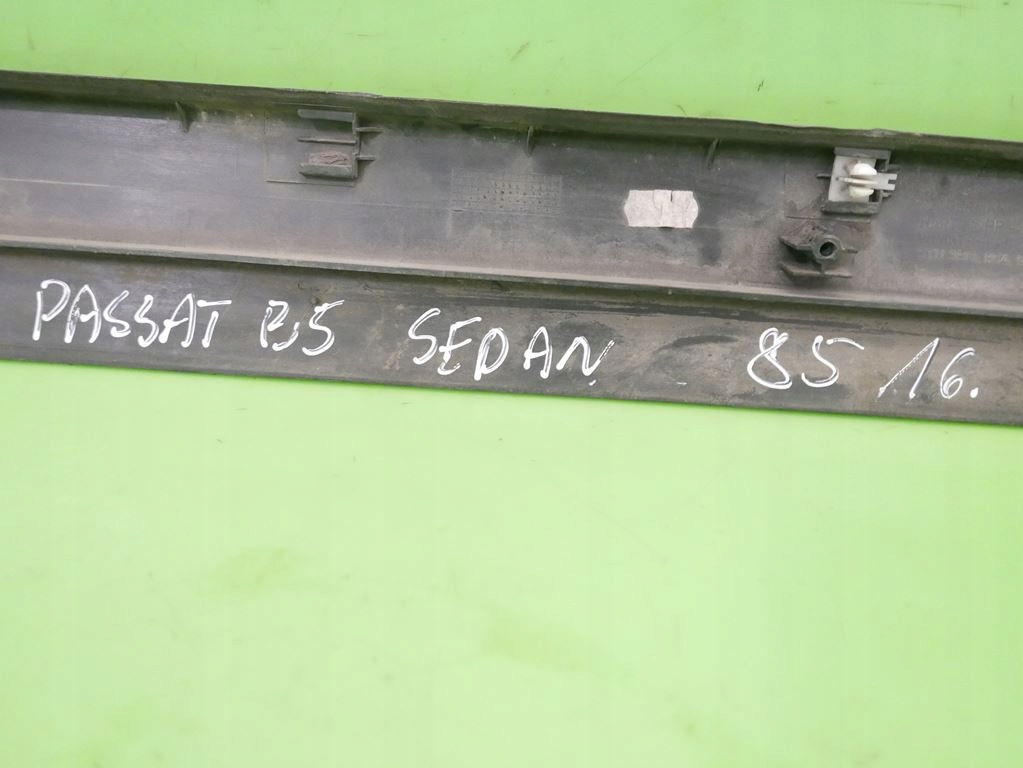 PASSAT B5 SEDAN 85/16.